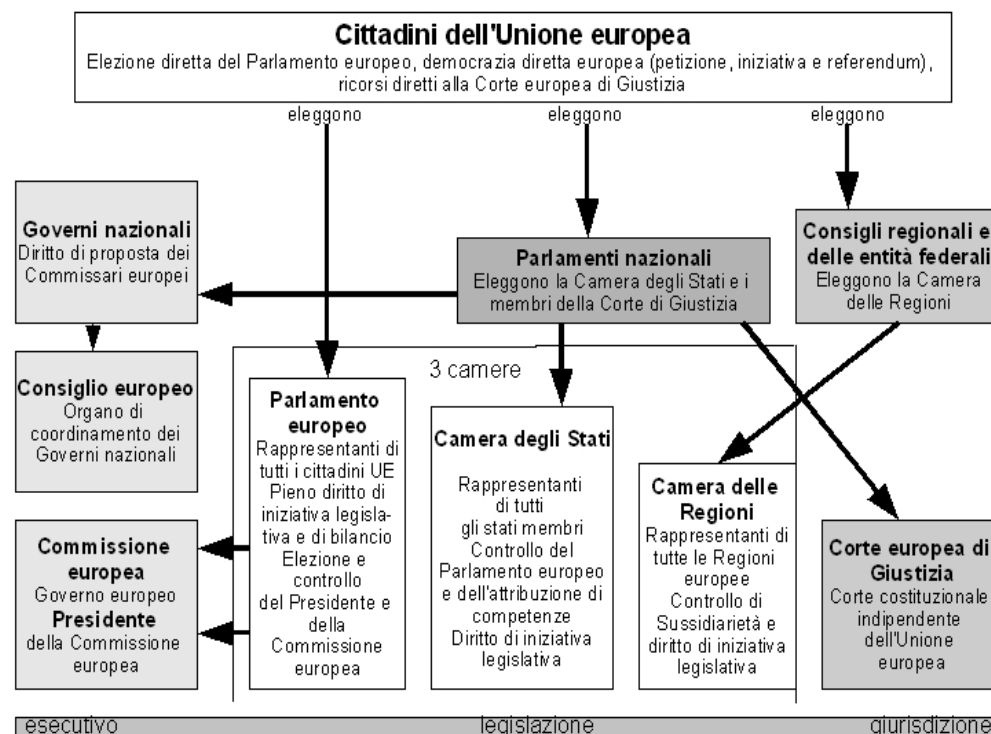 Cittadini dell'Unione europea
Elezione diretta del Parlamento europeo, democrazia diretta europea (petizione, iniziativa e referendum),
ricorsi diretti alla Corte europea di Giustizia
eleggono
eleggono
eleggono
Governi nazionali
Diritto di proposta dei
Commissari europei
Parlamenti nazionali
Eleggono la Camera degli Stati e i
membri della Corte di Giustizia
Consigli regionali e
delle entità federali
Eleggono la Camera
delle Regioni
Consiglio europeo
Organo di
coordinamento dei
Governi nazionali
3 camere
Parlamento
europeo
Rappresentanti di
tutti i cittadini UE
Pieno diritto di
iniziativa legisla-
tiva e di bilancio
Elezione e
controllo
del Presidente e
della
Commissione
europea
Camera degli Stati
Rappresentanti
di tutti
gli stati membri
Controllo del
Parlamento europeo
e dell'attribuzione di
competenze
Diritto di iniziativa
legislativa
Camera delle
Regioni
Rappresentanti di
tutte le Regioni
europee
Controllo di
Sussidiarietà e
diritto di iniziativa
legislativa
Commissione
europea
Governo europeo
Presidente
della Commissione
europea
Corte europea di
Giustizia
Corte costituzionale
indipendente
dell'Unione
europea
esecutivo
legislazione
giurisdizione